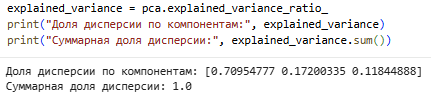 explained_variance = pca.explained_variance_ratio_
print("Доля дисперсии по компонентам:", explained_variance)
print("Суммарная доля дисперсии:", explained_variance.sum())
Доля дисперсии по компонентам: [0.70954777 0.17200335 0.11844888]
Суммарная доля дисперсии: 1.0